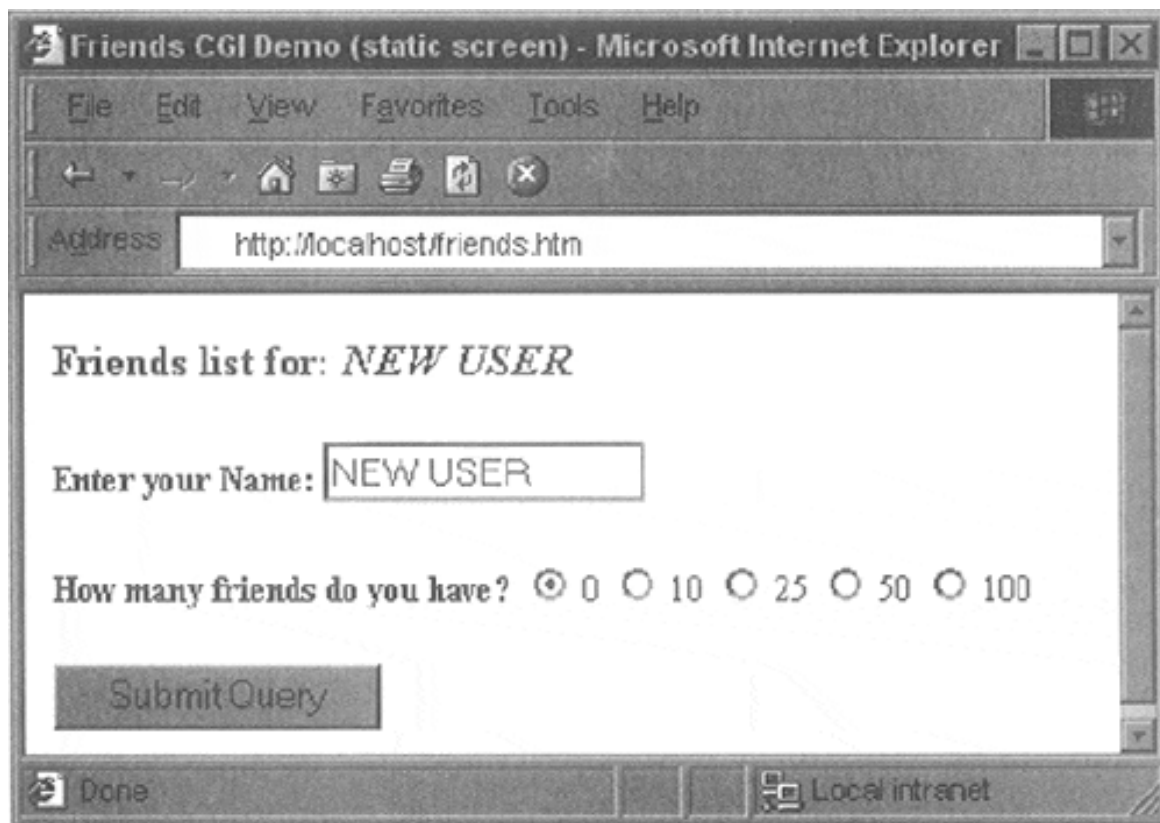 Friends CGI Demo (static screen) - Microsoft Internet Explorer
File Edit View Favorites Tools Help
Address http://localhost/friends.htm
Friends list for: NEW USER
Enter your Name: NEW USER
How many friends do you have? 0 10 25 50 100
Submit Query
Done Local intranet